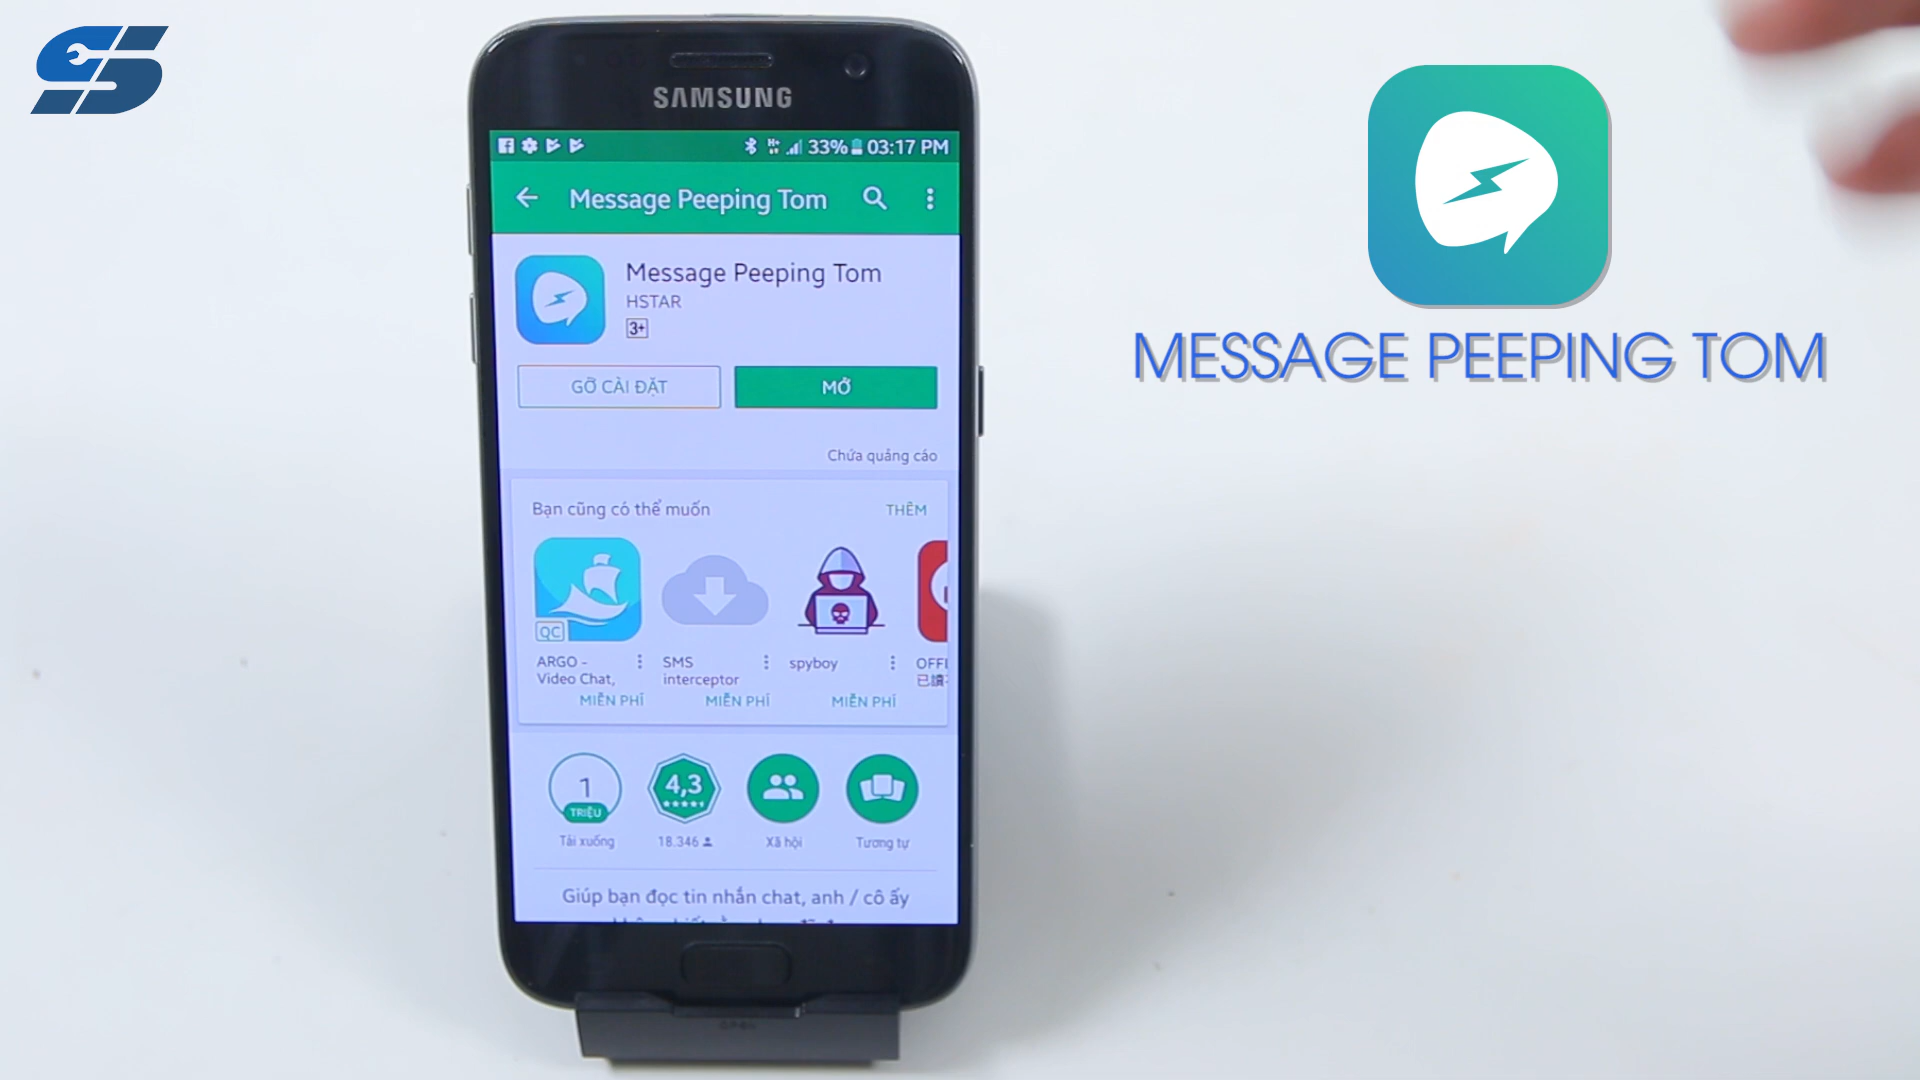 SAMSUNG
33% 03:17 PM
Message Peeping Tom
Message Peeping Tom
HSTAR
3+
GỠ CÀI ĐẶT
MỞ
Chứa quảng cáo
Bạn cũng có thể muốn
THÊM
QC
ARGO -
Video Chat,
MIỄN PHÍ
SMS
interceptor
MIỄN PHÍ
spyboy
MIỄN PHÍ
OFFL
已讀
1
TRIỆU
Tải xuống
4,3
18.346
Xã hội
Tương tự
Giúp bạn đọc tin nhắn chat, anh / cô ấy
MESSAGE PEEPING TOM